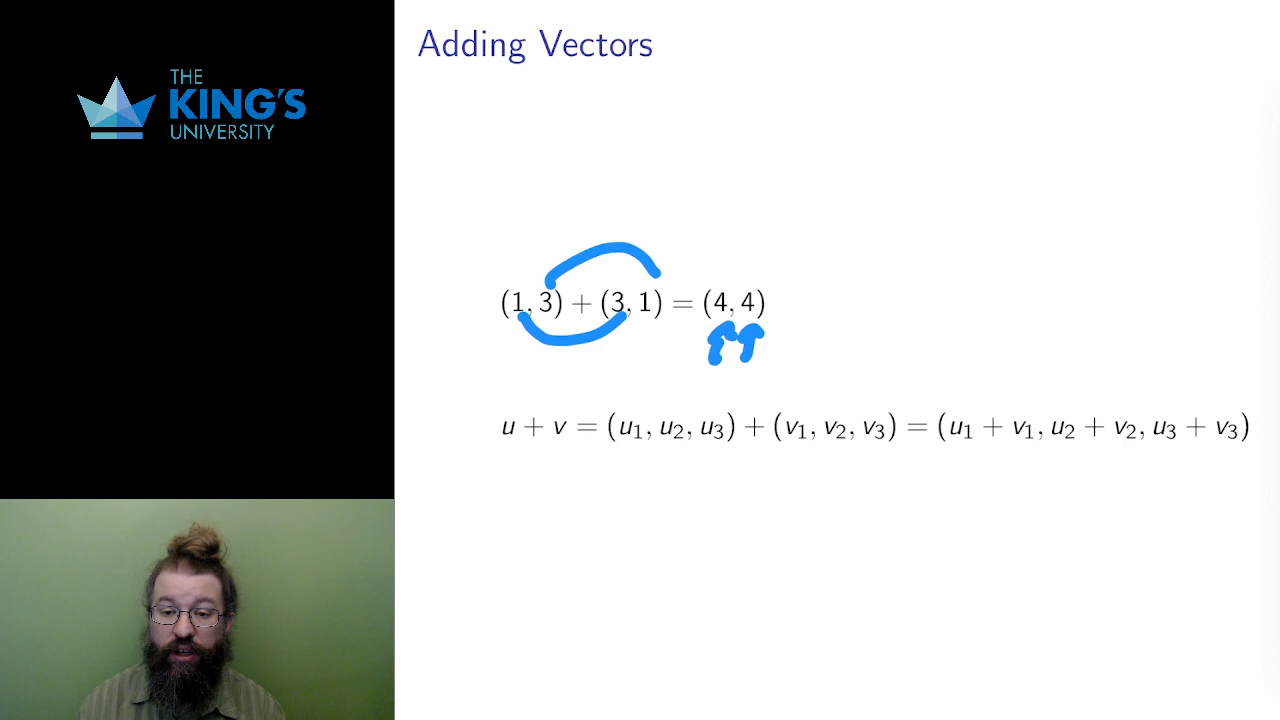 THE
KING'S
UNIVERSITY
Adding Vectors
(1, 3) + (3, 1) = (4, 4)
u + v = (u₁, u₂, u₃) + (v₁, v₂, v₃) = (u₁ + v₁, u₂ + v₂, u₃ + v₃)